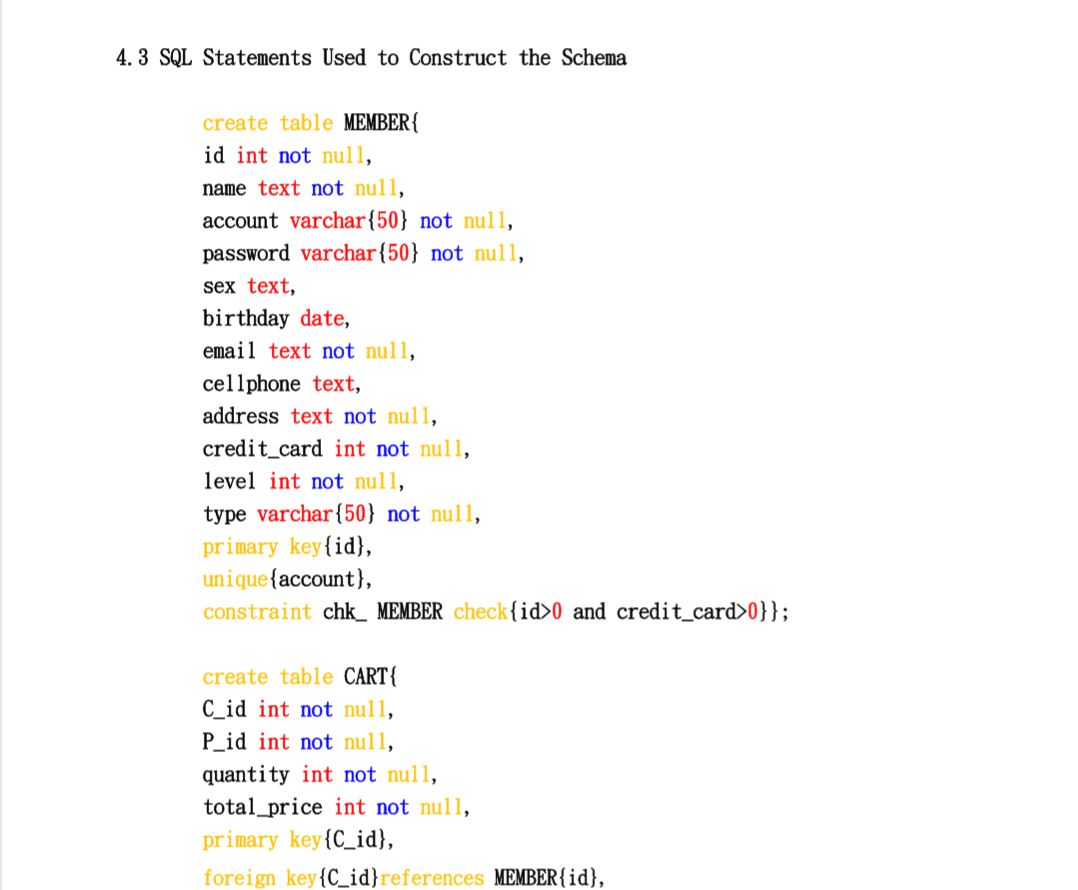 4.3 SQL Statements Used to Construct the Schema
create table MEMBER{
id int not null,
name text not null,
account varchar{50} not null,
password varchar{50} not null,
sex text,
birthday date,
email text not null,
cellphone text,
address text not null,
credit_card int not null,
level int not null,
type varchar{50} not null,
primary key{id},
unique{account},
constraint chk_ MEMBER check{id>0 and credit_card>0}};
create table CART{
C_id int not null,
P_id int not null,
quantity int not null,
total_price int not null,
primary key{C_id},
foreign key{C_id}references MEMBER{id},